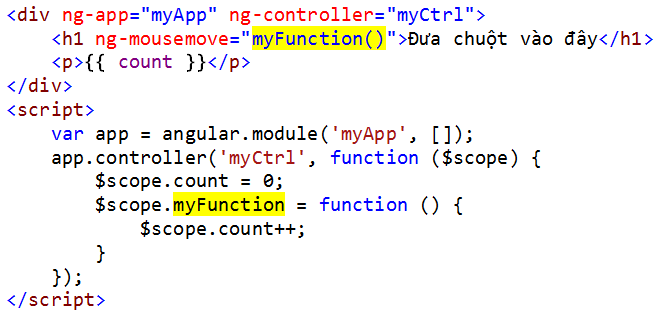 <div ng-app="myApp" ng-controller="myCtrl">
    <h1 ng-mousemove="myFunction()">Đưa chuột vào đây</h1>
    <p>{{ count }}</p>
</div>
<script>
    var app = angular.module('myApp', []);
    app.controller('myCtrl', function ($scope) {
        $scope.count = 0;
        $scope.myFunction = function () {
            $scope.count++;
        }
    });
</script>